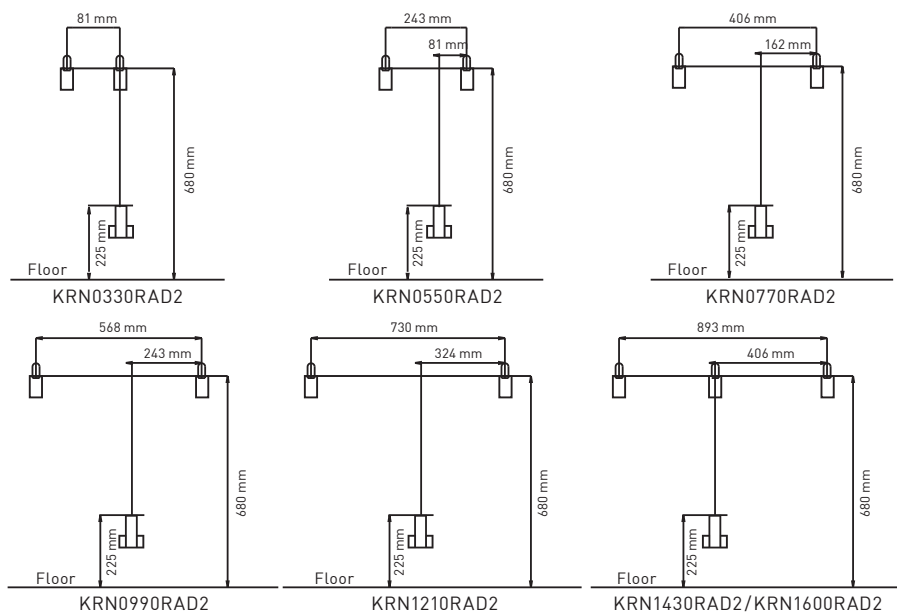 81 mm
680 mm
225 mm
Floor
KRN0330RAD2
243 mm
81 mm
680 mm
225 mm
Floor
KRN0550RAD2
406 mm
162 mm
680 mm
225 mm
Floor
KRN0770RAD2
568 mm
243 mm
680 mm
225 mm
Floor
KRN0990RAD2
730 mm
324 mm
680 mm
225 mm
Floor
KRN1210RAD2
893 mm
406 mm
680 mm
225 mm
Floor
KRN1430RAD2/KRN1600RAD2